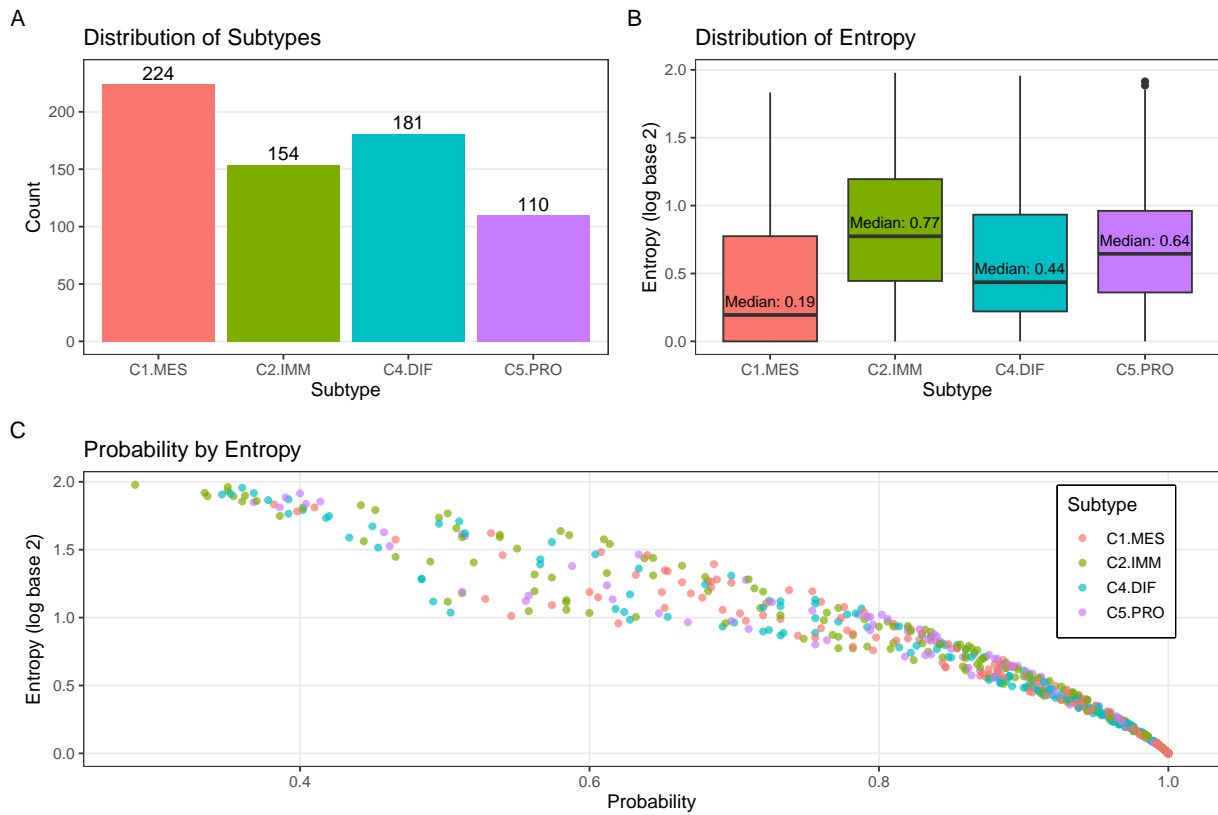 A
Distribution of Subtypes
224
154
181
110
200
150
100
50
0
Count
C1.MES C2.IMM C4.DIF C5.PRO
Subtype
B
Distribution of Entropy
2.0
1.5
1.0
0.5
0.0
Entropy (log base 2)
Median: 0.19
Median: 0.77
Median: 0.44
Median: 0.64
C1.MES C2.IMM C4.DIF C5.PRO
Subtype
C
Probability by Entropy
2.0
1.5
1.0
0.5
0.0
Entropy (log base 2)
0.4 0.6 0.8 1.0
Probability
Subtype
C1.MES
C2.IMM
C4.DIF
C5.PRO